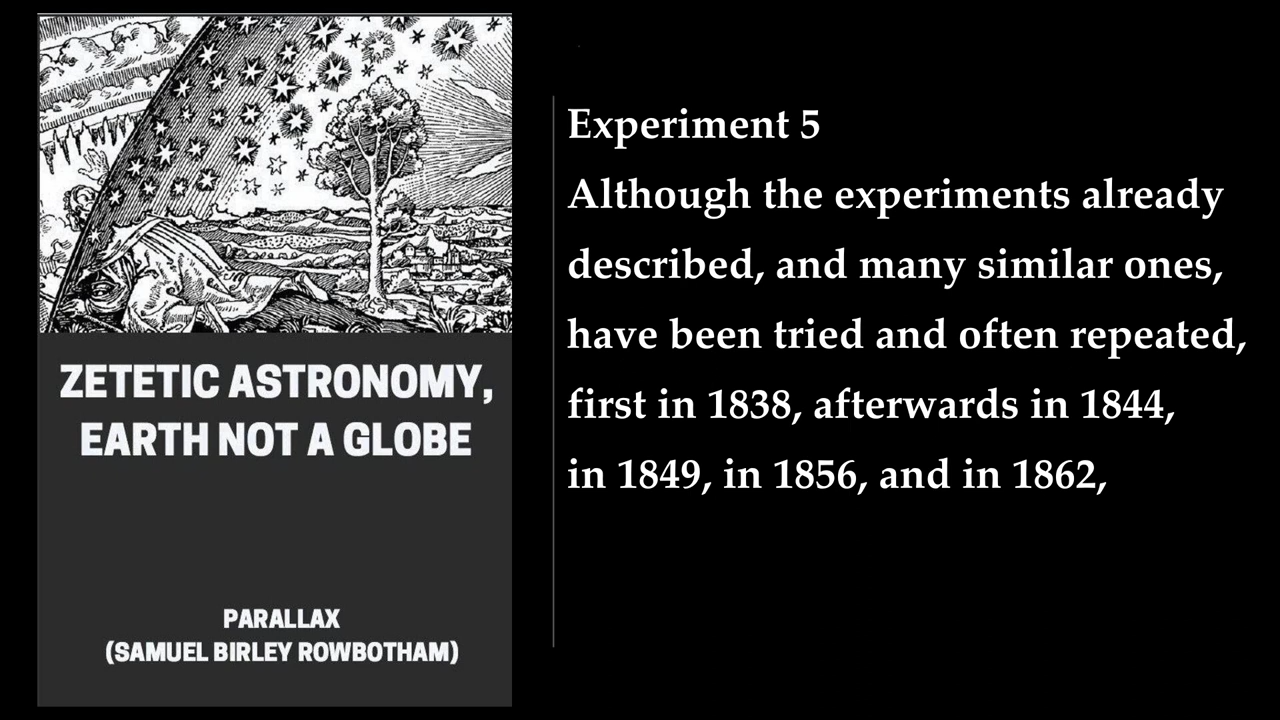 ZETETIC ASTRONOMY,
EARTH NOT A GLOBE
PARALLAX
(SAMUEL BIRLEY ROWBOTHAM)
Experiment 5
Although the experiments already
described, and many similar ones,
have been tried and often repeated,
first in 1838, afterwards in 1844,
in 1849, in 1856, and in 1862,